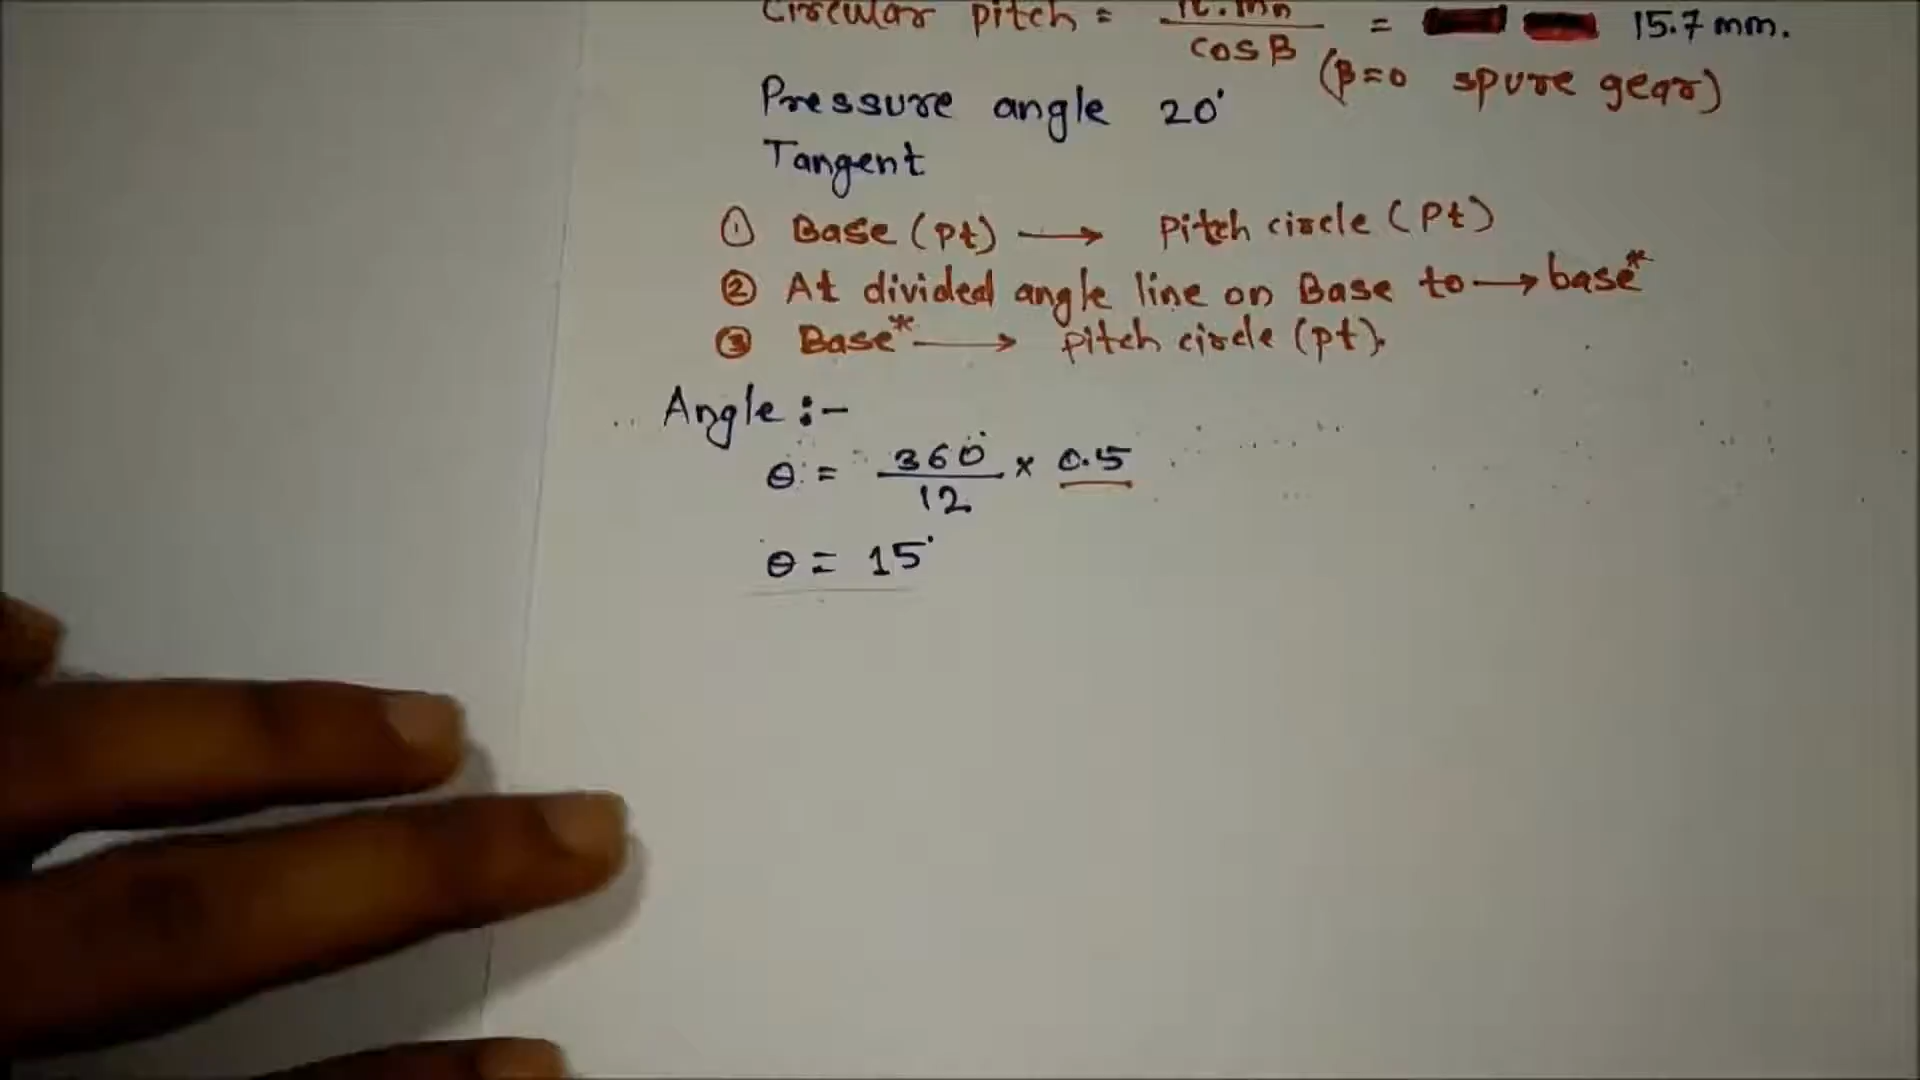 Circular pitch = π.mn / cosβ = 15.7 mm.
(β=0 spure gear)
Pressure angle 20°
Tangent
① Base (pt) → Pitch circle (Pt)
② At divided angle line on Base to → base*
③ Base* → pitch circle (pt).
Angle :-
θ = 360° / 12 × 0.5
θ = 15°